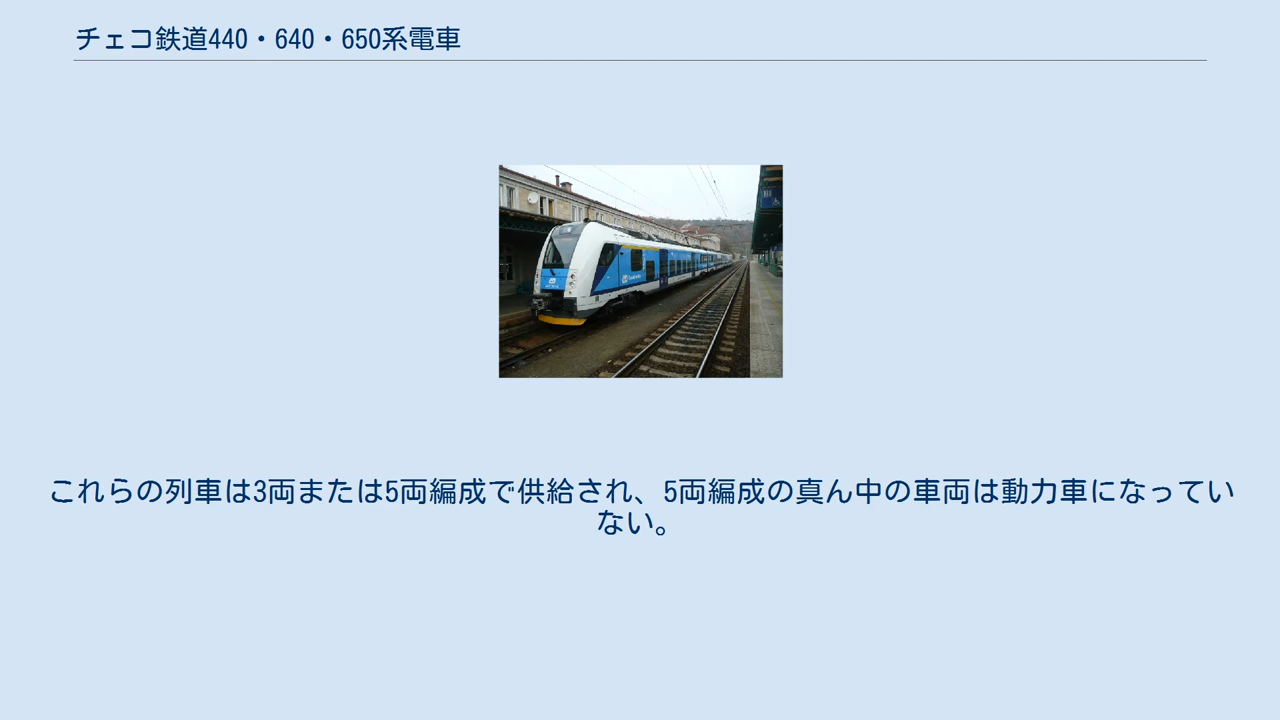 チェコ鉄道440・640・650系電車
これらの列車は3両または5両編成で供給され、5両編成の真ん中の車両は動力車になってい
ない。